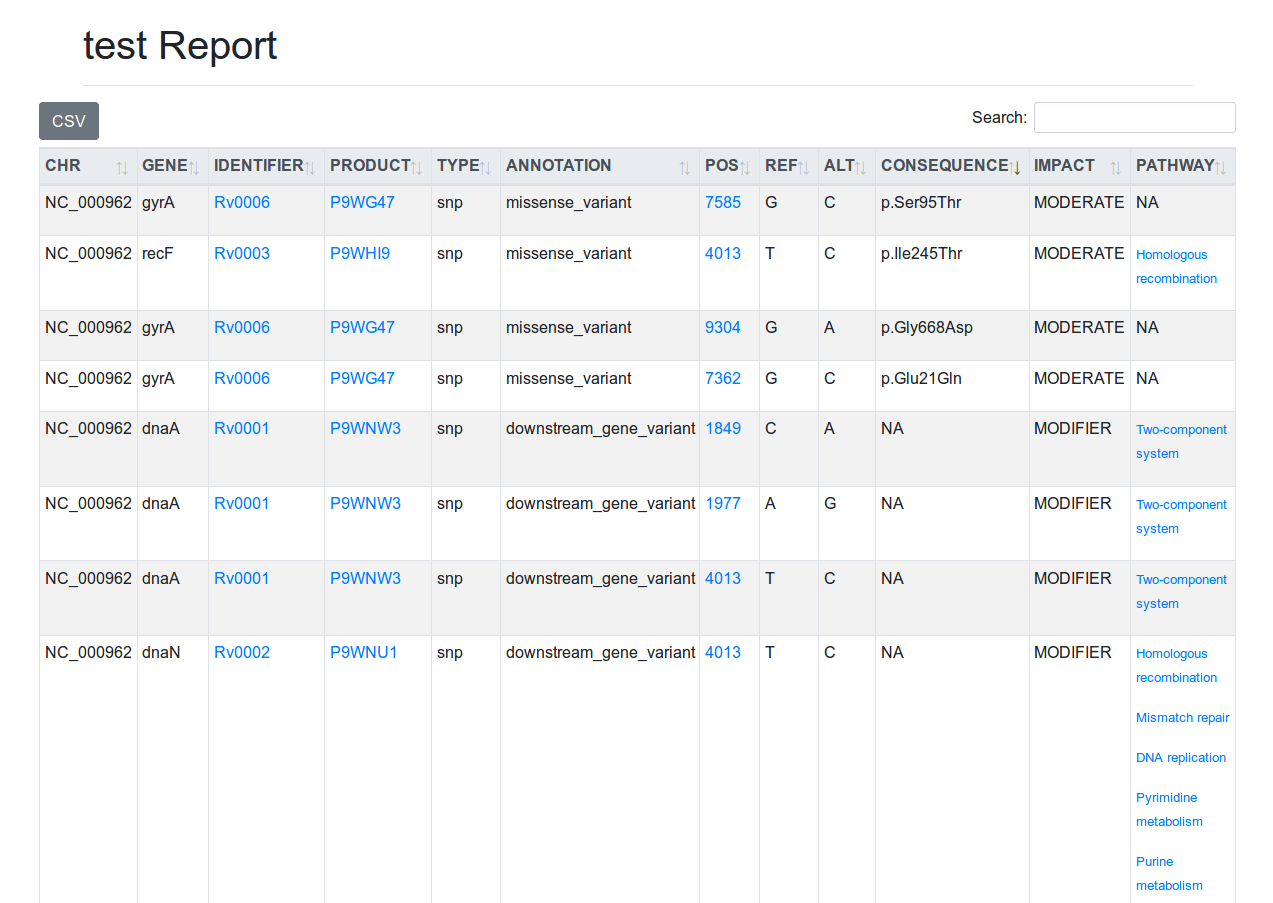 test Report
CSV
Search:
CHR GENE IDENTIFIER PRODUCT TYPE ANNOTATION POS REF ALT CONSEQUENCE IMPACT PATHWAY
NC_000962 gyrA Rv0006 P9WG47 snp missense_variant 7585 G C p.Ser95Thr MODERATE NA
NC_000962 recF Rv0003 P9WHI9 snp missense_variant 4013 T C p.Ile245Thr MODERATE Homologous
recombination
NC_000962 gyrA Rv0006 P9WG47 snp missense_variant 9304 G A p.Gly668Asp MODERATE NA
NC_000962 gyrA Rv0006 P9WG47 snp missense_variant 7362 G C p.Glu21Gln MODERATE NA
NC_000962 dnaA Rv0001 P9WNW3 snp downstream_gene_variant 1849 C A NA MODIFIER Two-component
system
NC_000962 dnaA Rv0001 P9WNW3 snp downstream_gene_variant 1977 A G NA MODIFIER Two-component
system
NC_000962 dnaA Rv0001 P9WNW3 snp downstream_gene_variant 4013 T C NA MODIFIER Two-component
system
NC_000962 dnaN Rv0002 P9WNU1 snp downstream_gene_variant 4013 T C NA MODIFIER Homologous
recombination
Mismatch repair
DNA replication
Pyrimidine
metabolism
Purine
metabolism